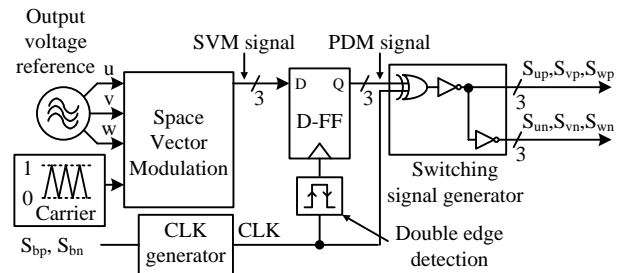 Output
voltage
reference
u
v
w
1
0
Carrier
Space
Vector
Modulation
SVM signal
3
D
Q
D-FF
PDM signal
3
S_up,S_vp,S_wp
3
S_un,S_vn,S_wn
3
Switching
signal generator
Double edge
detection
S_bp, S_bn
CLK
generator
CLK